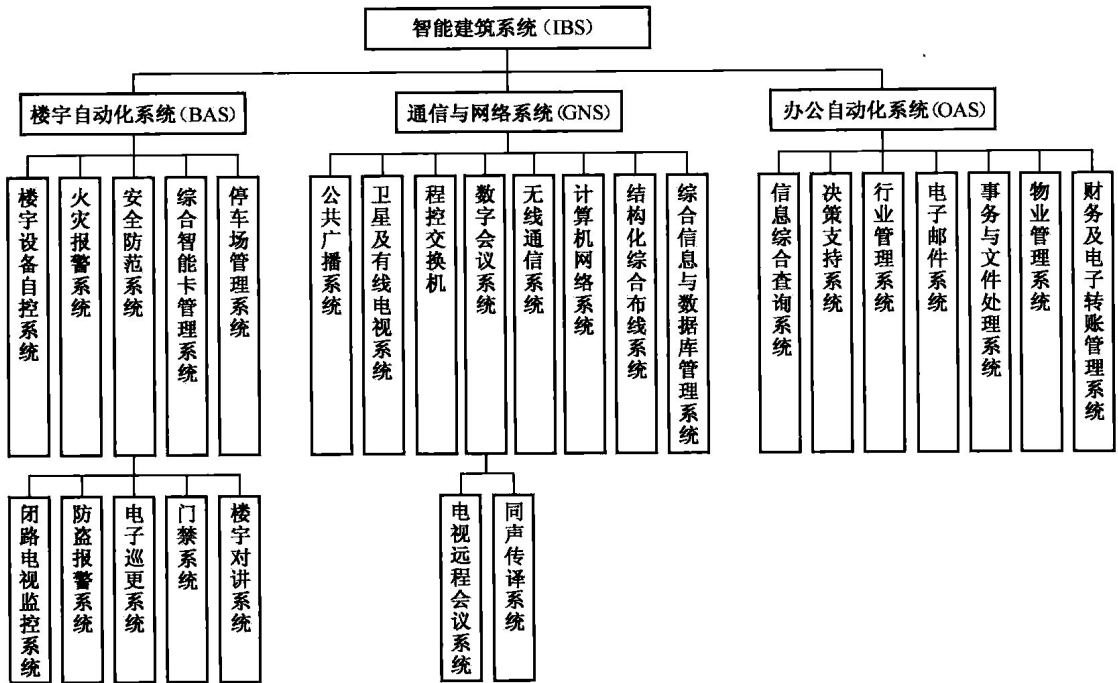 智能建筑系统(IBS)
楼宇自动化系统(BAS)
通信与网络系统(GNS)
办公自动化系统(OAS)
楼宇设备自控系统
火灾报警系统
安全防范系统
综合智能卡管理系统
停车场管理系统
公共广播系统
卫星及有线电视系统
程控交换机
数字会议系统
无线通信系统
计算机网络系统
结构化综合布线系统
综合信息与数据库管理系统
信息综合查询系统
决策支持系统
行业管理系统
电子邮件系统
事务与文件处理系统
物业管理系统
财务及电子转账管理系统
闭路电视监控系统
防盗报警系统
电子巡更系统
门禁系统
楼宇对讲系统
电视远程会议系统
同声传译系统